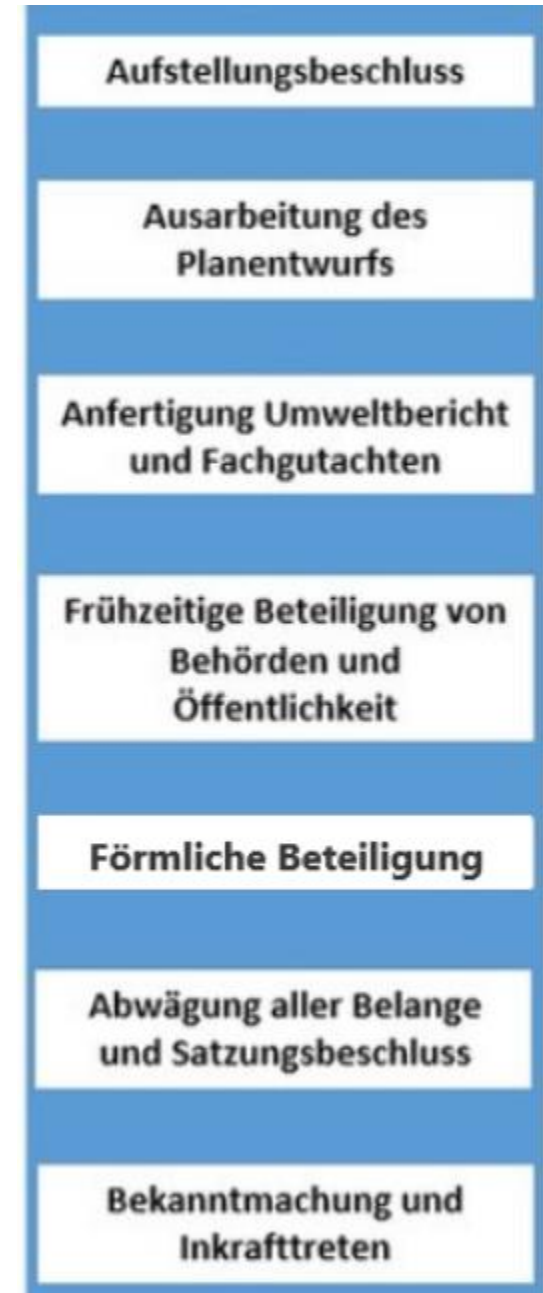 Aufstellungsbeschluss
Ausarbeitung des
Planentwurfs
Anfertigung Umweltbericht
und Fachgutachten
Frühzeitige Beteiligung von
Behörden und
Öffentlichkeit
Förmliche Beteiligung
Abwägung aller Belange
und Satzungsbeschluss
Bekanntmachung und
Inkrafttreten